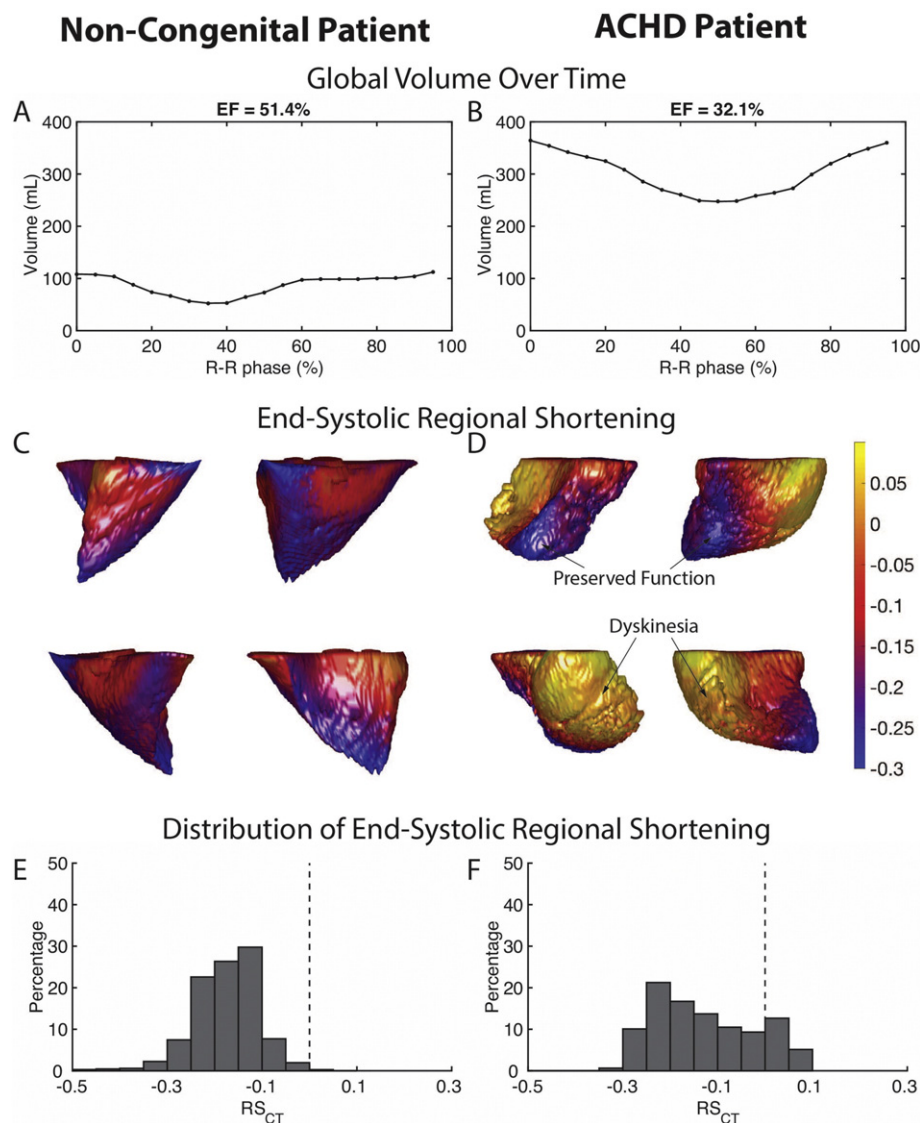 Non-Congenital Patient
ACHD Patient
Global Volume Over Time
A
EF = 51.4%
400
300
200
100
0
Volume (mL)
0 20 40 60 80 100
R-R phase (%)
B
EF = 32.1%
400
300
200
100
0
Volume (mL)
0 20 40 60 80 100
R-R phase (%)
End-Systolic Regional Shortening
C
D
Preserved Function
Dyskinesia
0.05
0
-0.05
-0.1
-0.15
-0.2
-0.25
-0.3
Distribution of End-Systolic Regional Shortening
E
50
40
30
20
10
0
Percentage
-0.5 -0.3 -0.1 0.1 0.3
RS_CT
F
50
40
30
20
10
0
Percentage
-0.5 -0.3 -0.1 0.1 0.3
RS_CT